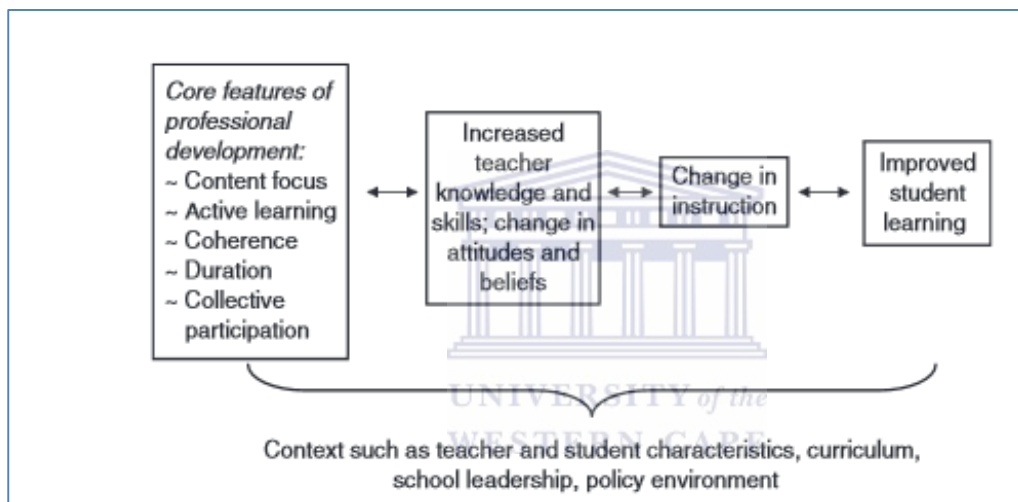 Core features of
professional
development:
~ Content focus
~ Active learning
~ Coherence
~ Duration
~ Collective
participation
Increased
teacher
knowledge and
skills; change in
attitudes and
beliefs
Change in
instruction
Improved
student
learning
UNIVERSITY of the
WESTERN CAPE
Context such as teacher and student characteristics, curriculum,
school leadership, policy environment